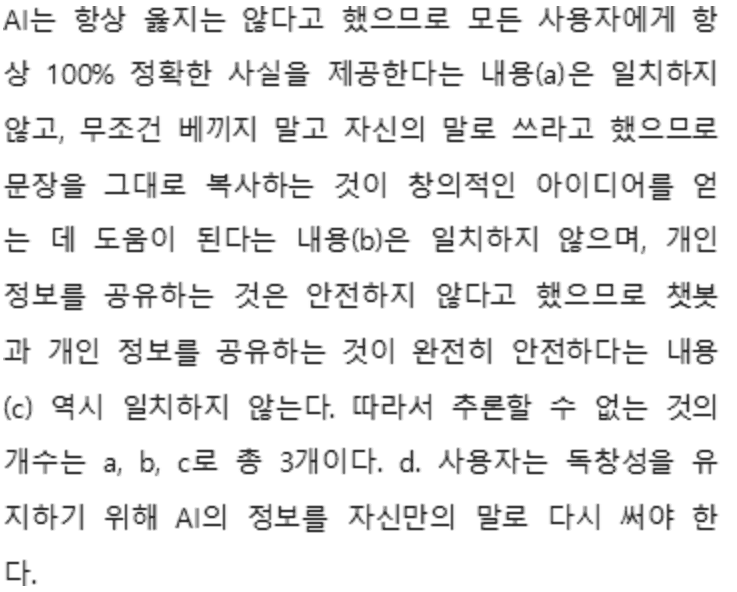 AI는 항상 옳지는 않다고 했으므로 모든 사용자에게 항
상 100% 정확한 사실을 제공한다는 내용(a)은 일치하지
않고, 무조건 베끼지 말고 자신의 말로 쓰라고 했으므로
문장을 그대로 복사하는 것이 창의적인 아이디어를 얻
는 데 도움이 된다는 내용(b)은 일치하지 않으며, 개인
정보를 공유하는 것은 안전하지 않다고 했으므로 챗봇
과 개인 정보를 공유하는 것이 완전히 안전하다는 내용
(c) 역시 일치하지 않는다. 따라서 추론할 수 없는 것의
개수는 a, b, c로 총 3개이다. d. 사용자는 독창성을 유
지하기 위해 AI의 정보를 자신만의 말로 다시 써야 한
다.